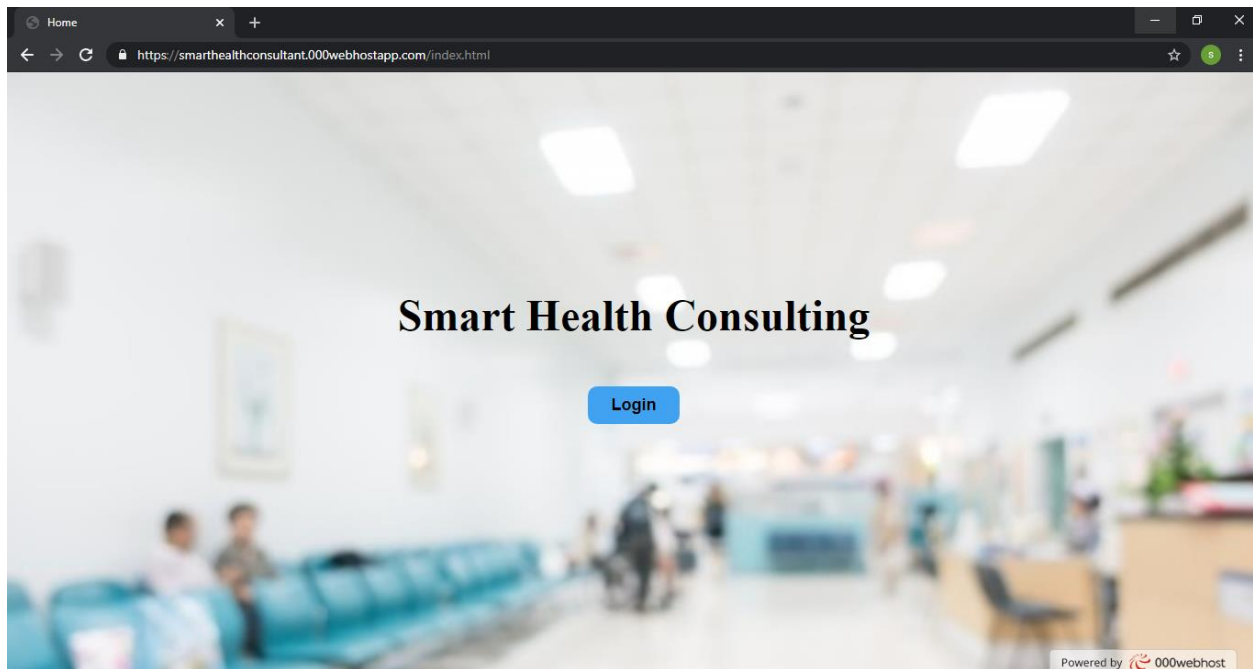 Home
https://smarthealthconsultant.000webhostapp.com/index.html
s
Smart Health Consulting
Login
Powered by 000webhost